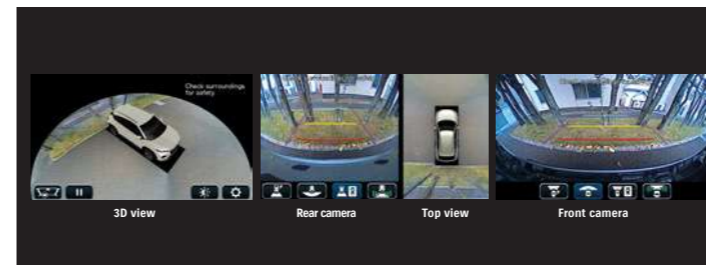 Check surroundings
for safety.
3D view
Rear camera
Top view
Front camera